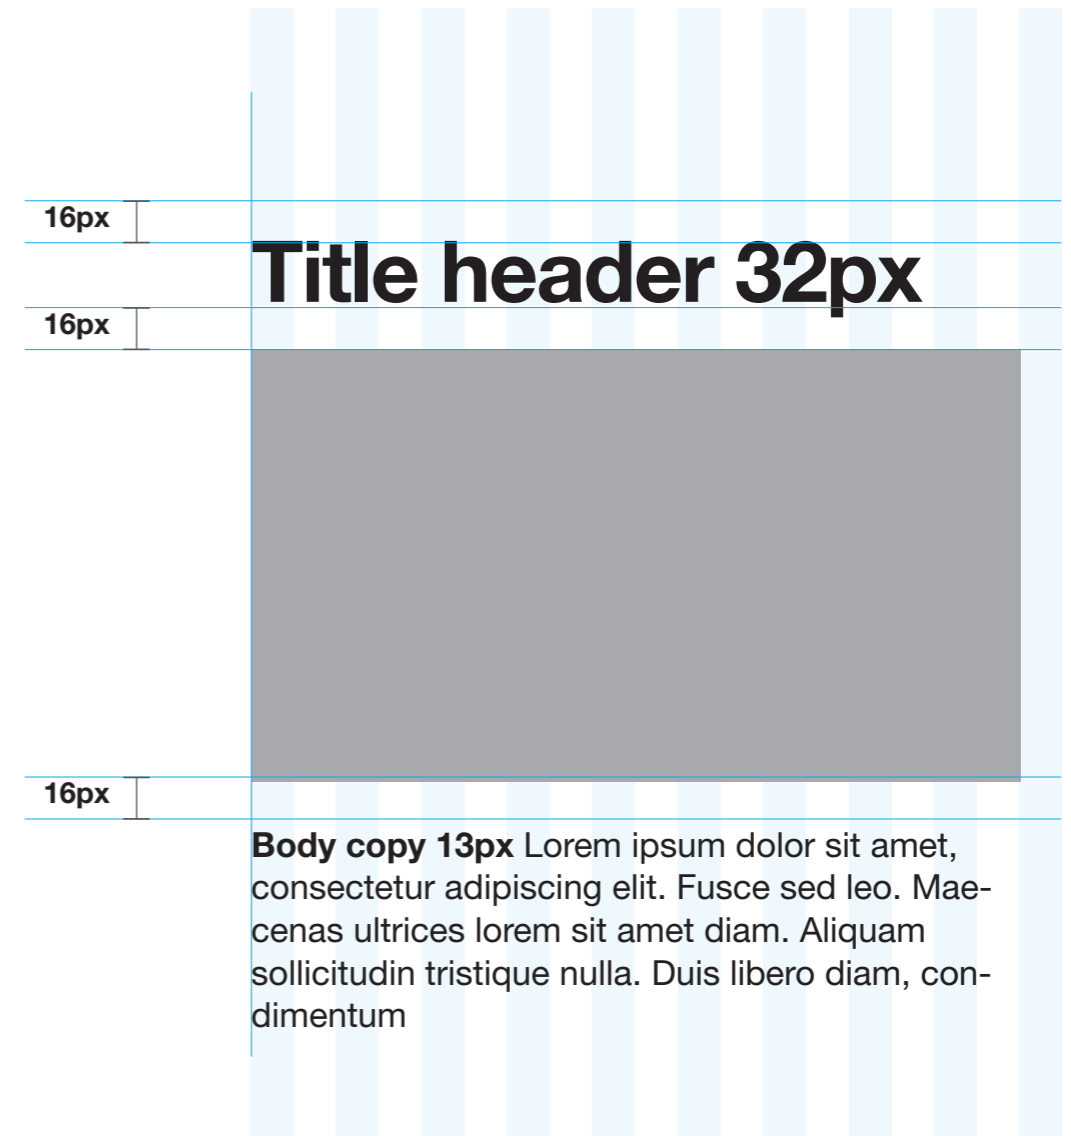 16px
Title header 32px
16px
16px
Body copy 13px Lorem ipsum dolor sit amet,
consectetur adipiscing elit. Fusce sed leo. Mae-
cenas ultrices lorem sit amet diam. Aliquam
sollicitudin tristique nulla. Duis libero diam, con-
dimentum